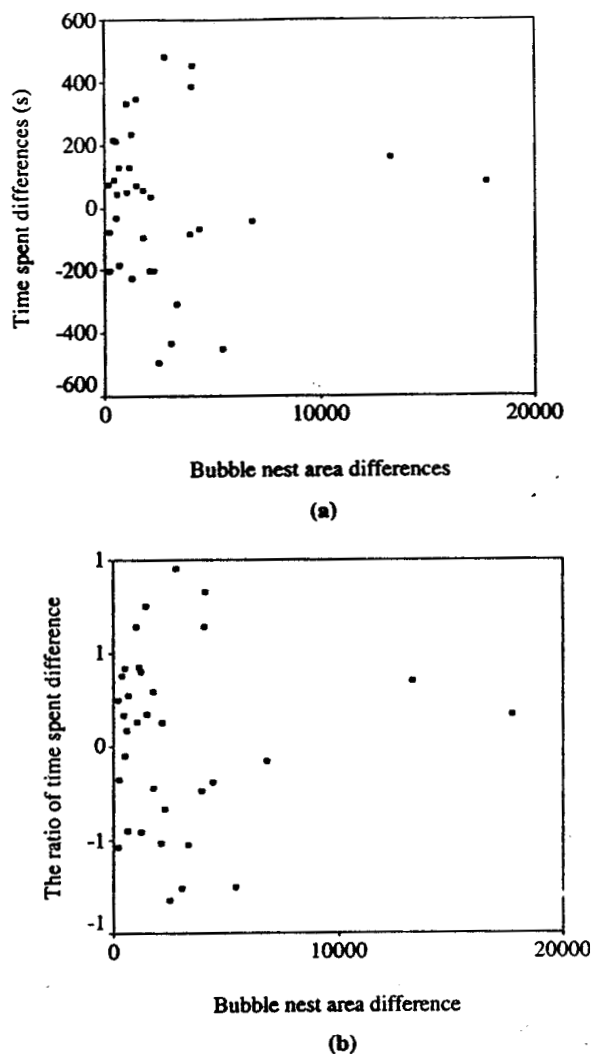 600
400
200
0
-200
-400
-600
Time spent differences (s)
0 10000 20000
Bubble nest area differences
(a)
1
1
0
-1
-1
The ratio of time spent difference
0 10000 20000
Bubble nest area difference
(b)